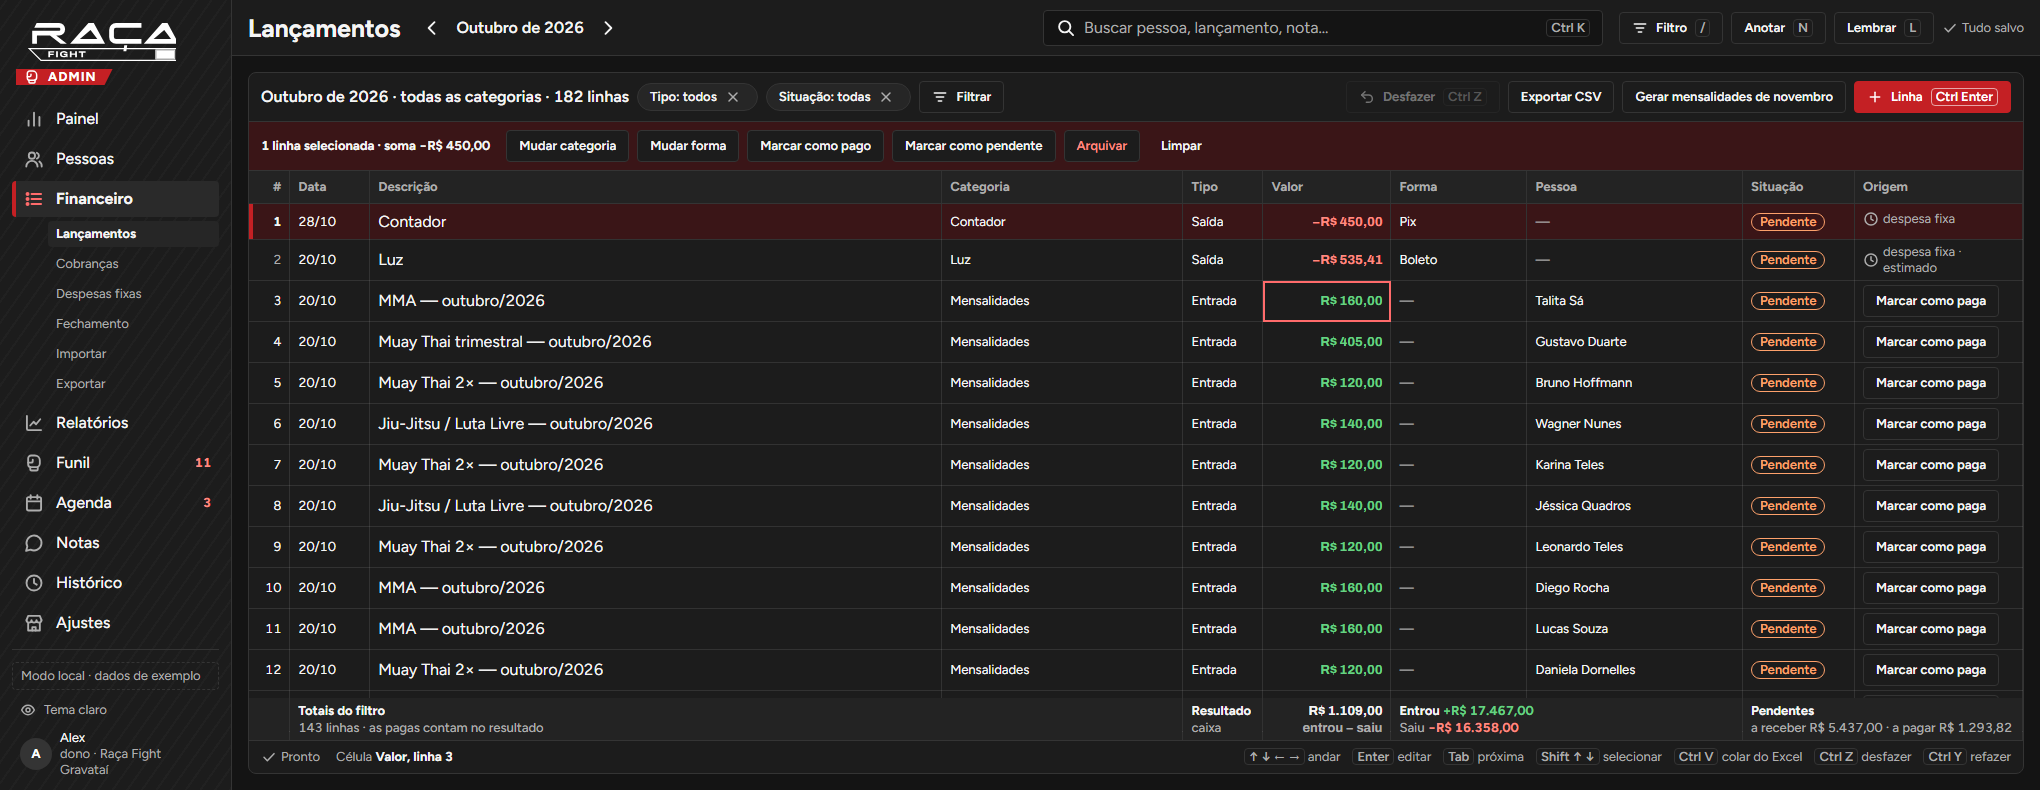 RAÇA
FIGHT
ADMIN
Painel
Pessoas
Financeiro
Lançamentos
Cobranças
Despesas fixas
Fechamento
Importar
Exportar
Relatórios
Funil 11
Agenda 3
Notas
Histórico
Ajustes
Modo local · dados de exemplo
Tema claro
A
Alex
dono · Raça Fight
Gravataí
Lançamentos
Outubro de 2026
Buscar pessoa, lançamento, nota... Ctrl K
Filtro /
Anotar N
Lembrar L
Tudo salvo
Outubro de 2026 · todas as categorias · 182 linhas
Tipo: todos
Situação: todas
Filtrar
Desfazer Ctrl Z
Exportar CSV
Gerar mensalidades de novembro
+ Linha Ctrl Enter
1 linha selecionada · soma −R$ 450,00
Mudar categoria
Mudar forma
Marcar como pago
Marcar como pendente
Arquivar
Limpar
# Data Descrição Categoria Tipo Valor Forma Pessoa Situação Origem
1 28/10 Contador Contador Saída −R$ 450,00 Pix — Pendente despesa fixa
2 20/10 Luz Luz Saída −R$ 535,41 Boleto — Pendente despesa fixa ·
estimado
3 20/10 MMA — outubro/2026 Mensalidades Entrada R$ 160,00 — Talita Sá Pendente Marcar como paga
4 20/10 Muay Thai trimestral — outubro/2026 Mensalidades Entrada R$ 405,00 — Gustavo Duarte Pendente Marcar como paga
5 20/10 Muay Thai 2× — outubro/2026 Mensalidades Entrada R$ 120,00 — Bruno Hoffmann Pendente Marcar como paga
6 20/10 Jiu-Jitsu / Luta Livre — outubro/2026 Mensalidades Entrada R$ 140,00 — Wagner Nunes Pendente Marcar como paga
7 20/10 Muay Thai 2× — outubro/2026 Mensalidades Entrada R$ 120,00 — Karina Teles Pendente Marcar como paga
8 20/10 Jiu-Jitsu / Luta Livre — outubro/2026 Mensalidades Entrada R$ 140,00 — Jéssica Quadros Pendente Marcar como paga
9 20/10 Muay Thai 2× — outubro/2026 Mensalidades Entrada R$ 120,00 — Leonardo Teles Pendente Marcar como paga
10 20/10 MMA — outubro/2026 Mensalidades Entrada R$ 160,00 — Diego Rocha Pendente Marcar como paga
11 20/10 MMA — outubro/2026 Mensalidades Entrada R$ 160,00 — Lucas Souza Pendente Marcar como paga
12 20/10 Muay Thai 2× — outubro/2026 Mensalidades Entrada R$ 120,00 — Daniela Dornelles Pendente Marcar como paga
Totais do filtro Resultado R$ 1.109,00 Entrou +R$ 17.467,00 Pendentes
143 linhas · as pagas contam no resultado caixa entrou − saiu Saiu −R$ 16.358,00 a receber R$ 5.437,00 · a pagar R$ 1.293,82
Pronto Célula Valor, linha 3 ↑ ↓ ← → andar Enter editar Tab próxima Shift ↑ ↓ selecionar Ctrl V colar do Excel Ctrl Z desfazer Ctrl Y refazer